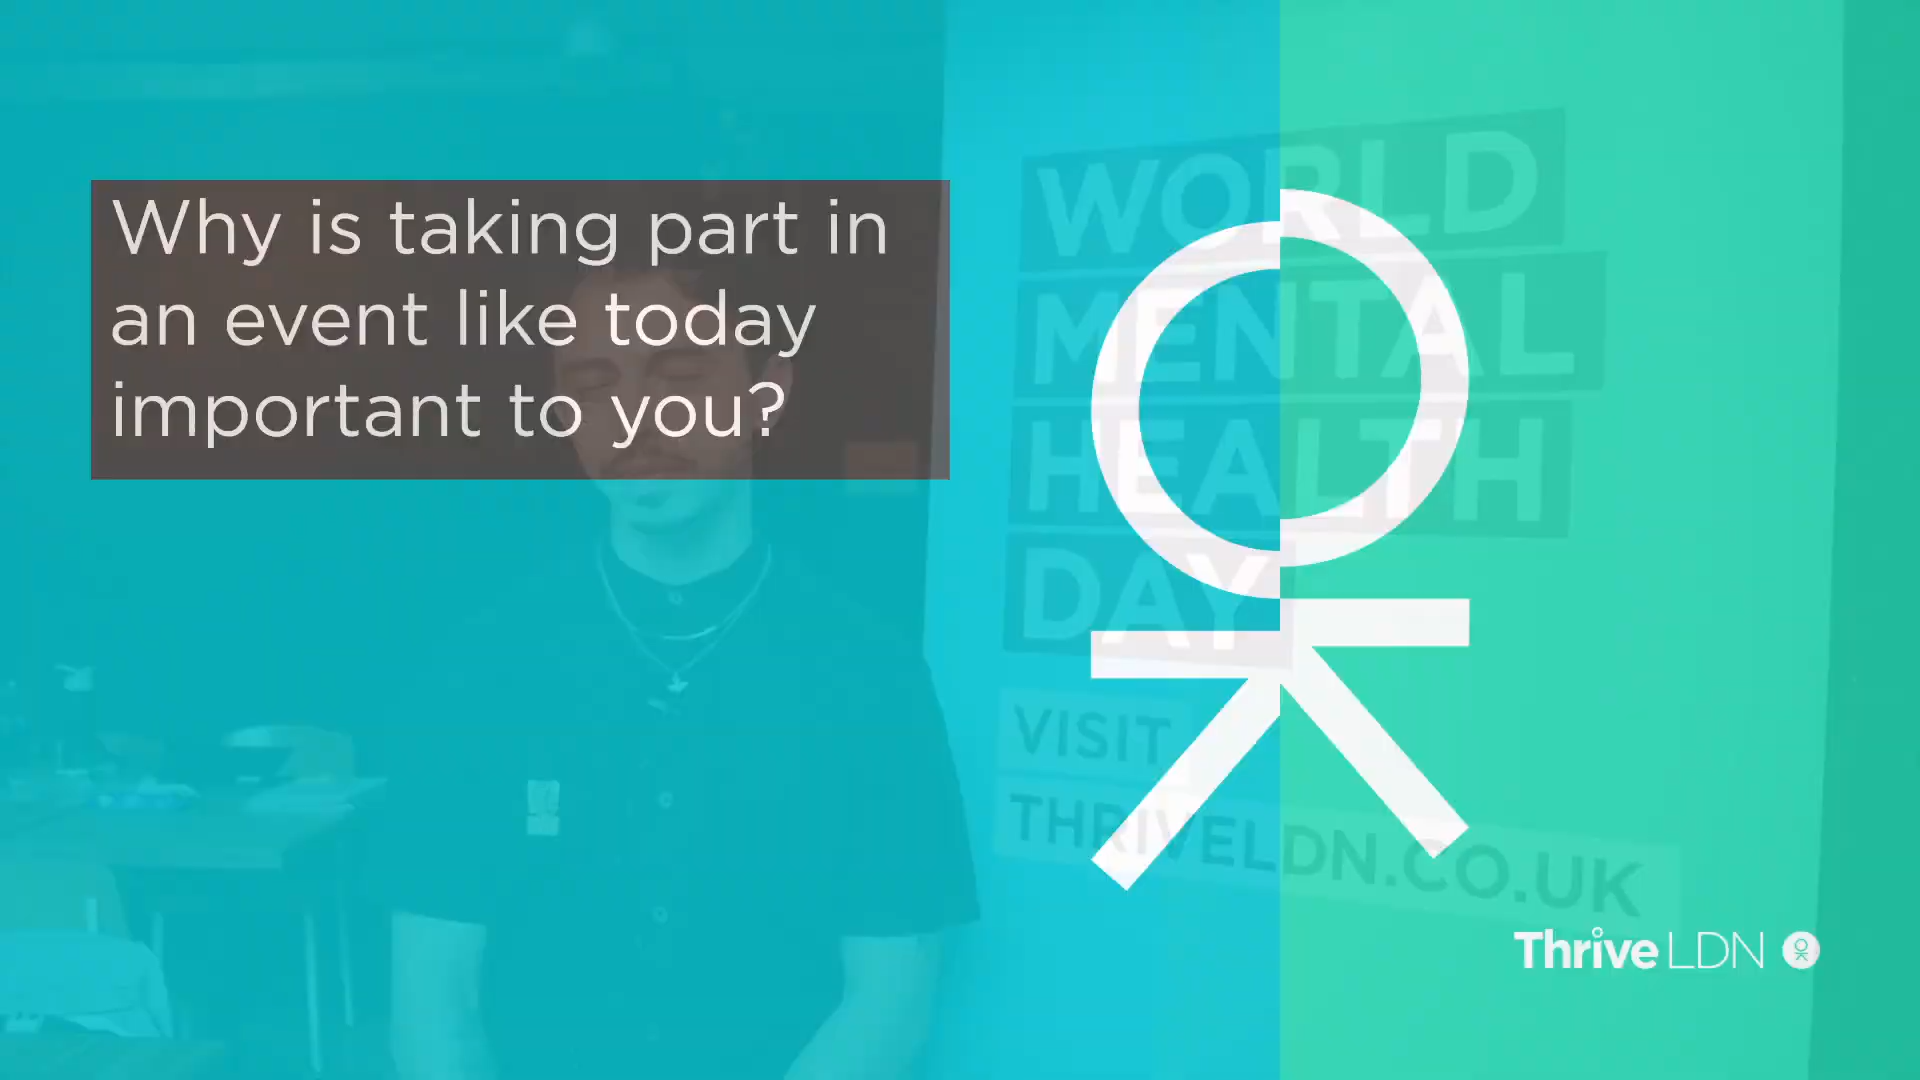 Why is taking part in
an event like today
important to you?
WORLD
MENTAL
HEALTH
DAY
VISIT
THRIVELDN.CO.UK
Thrive LDN